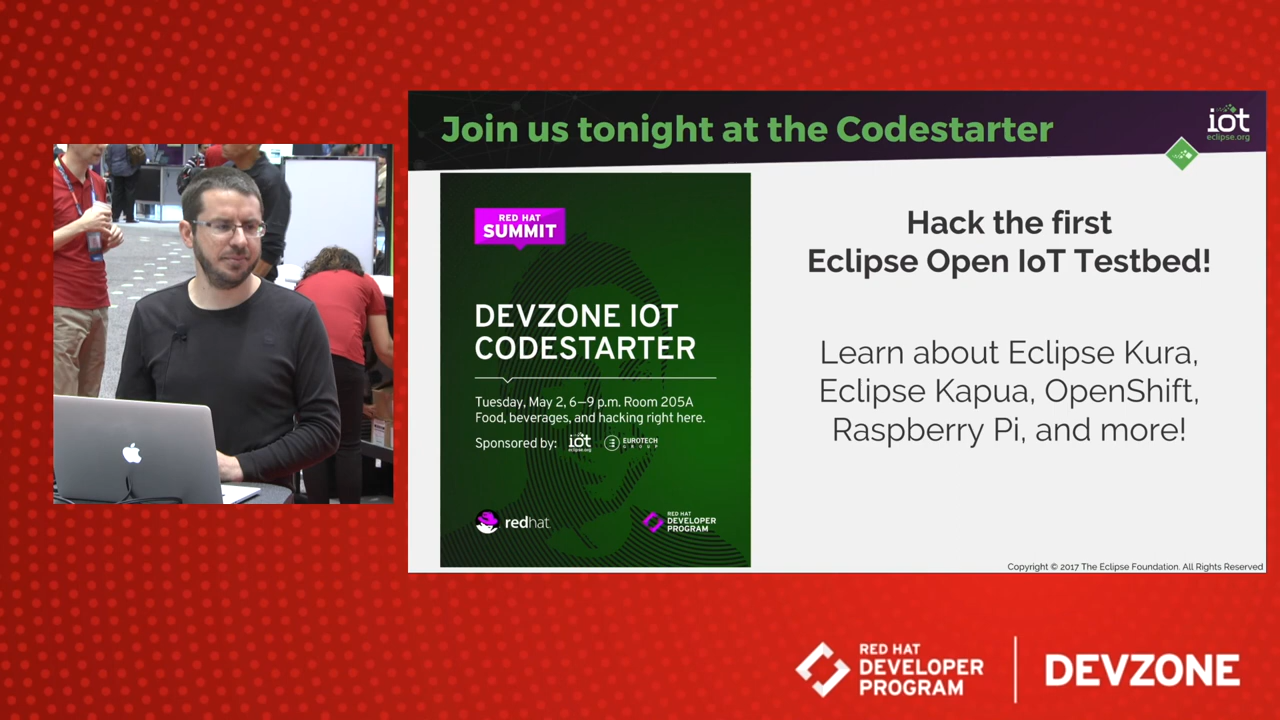 Join us tonight at the Codestarter
iot
eclipse.org
RED HAT
SUMMIT
DEVZONE IOT
CODESTARTER
Tuesday, May 2, 6–9 p.m. Room 205A
Food, beverages, and hacking right here.
Sponsored by:
iot
eclipse.org
EUROTECH
GROUP
redhat.
RED HAT
DEVELOPER
PROGRAM
Hack the first
Eclipse Open IoT Testbed!
Learn about Eclipse Kura,
Eclipse Kapua, OpenShift,
Raspberry Pi, and more!
Copyright © 2017 The Eclipse Foundation. All Rights Reserved
RED HAT
DEVELOPER
PROGRAM
DEVZONE